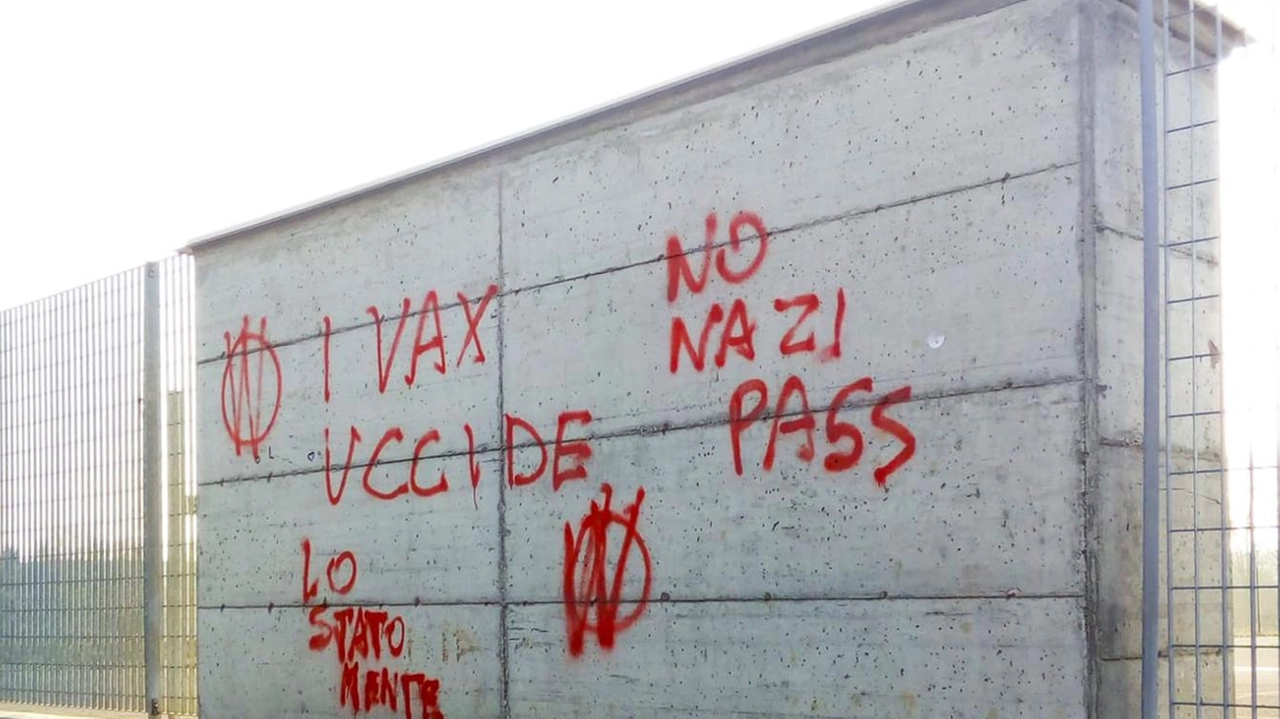 I VAX
UCCIDE
NO
NAZI
PASS
LO
STATO
MENTE